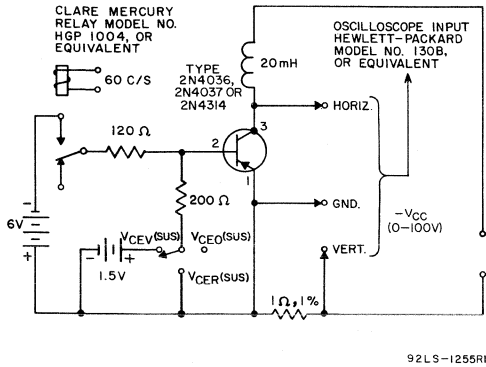 CLARE MERCURY
RELAY MODEL NO.
HGP 1004, OR
EQUIVALENT
60 C/S
TYPE
2N4036,
2N4037 OR
2N4314
20mH
OSCILLOSCOPE INPUT
HEWLETT-PACKARD
MODEL NO. 130B,
OR EQUIVALENT
HORIZ.
120 Ω
2
3
1
200 Ω
GND.
-VCC
(0-100V)
-
6V
+
VCEV(SUS)
VCEO(SUS)
VERT.
-
+
1.5V
VCER(SUS)
1Ω, 1%
92LS-1255R1